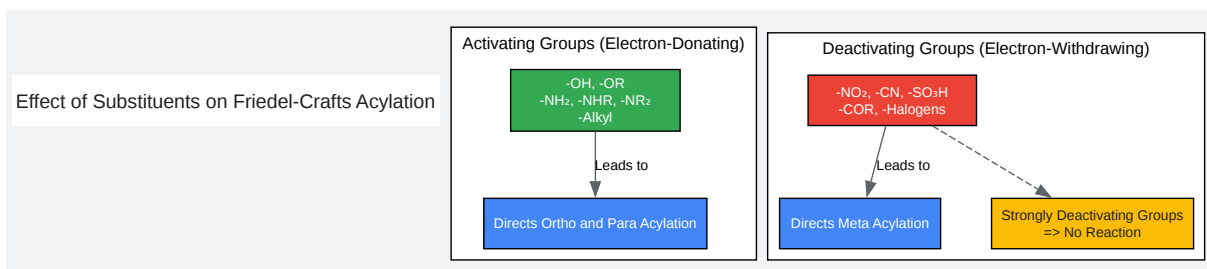 Effect of Substituents on Friedel-Crafts Acylation
Activating Groups (Electron-Donating)
-OH, -OR
-NH₂, -NHR, -NR₂
-Alkyl
Leads to
Directs Ortho and Para Acylation
Deactivating Groups (Electron-Withdrawing)
-NO₂, -CN, -SO₃H
-COR, -Halogens
Leads to
Directs Meta Acylation
Strongly Deactivating Groups
=> No Reaction